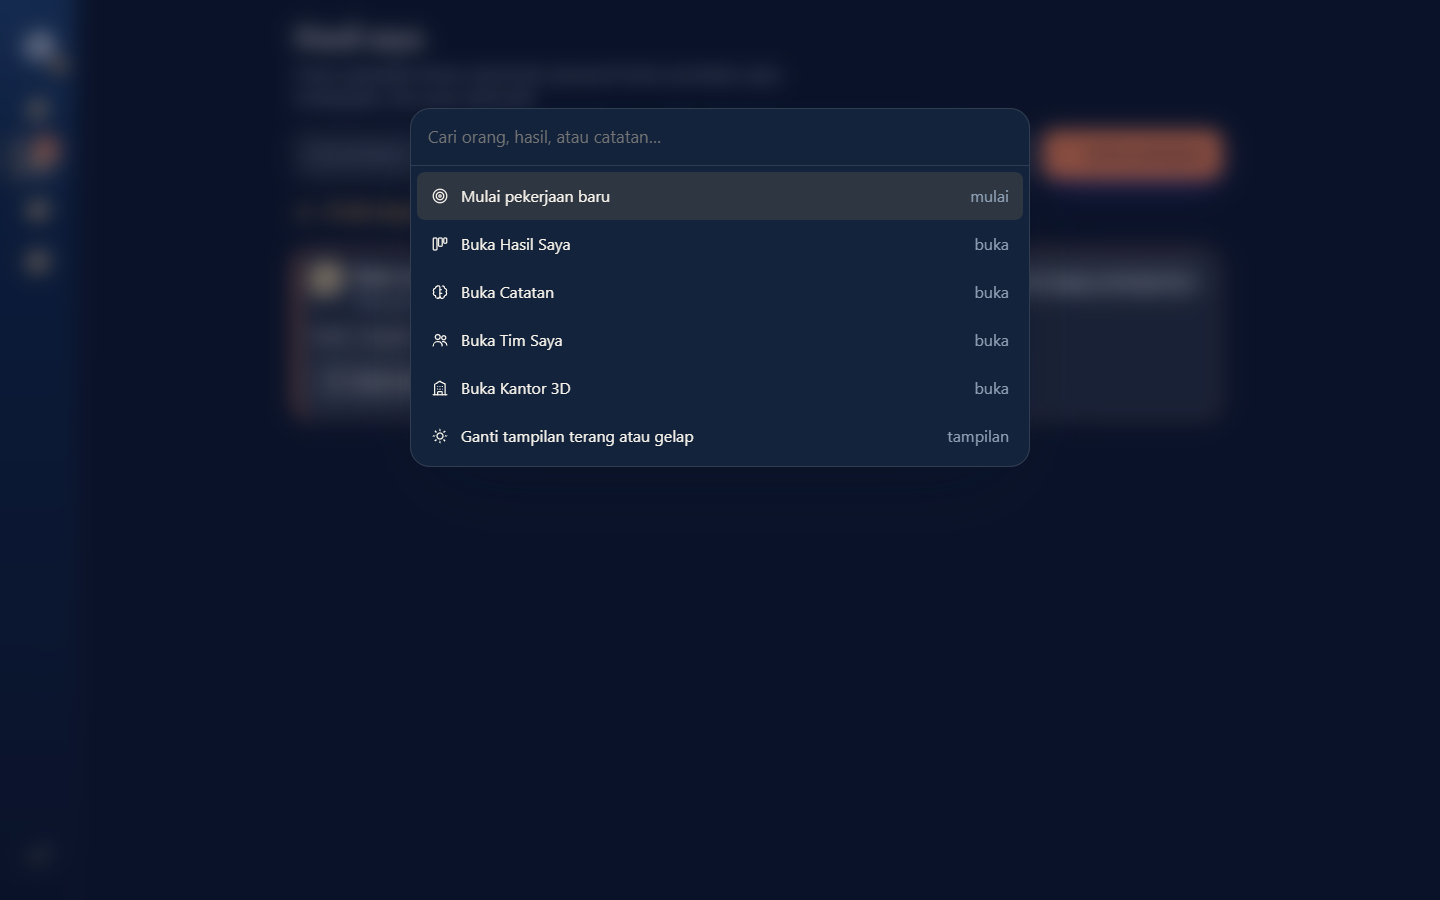 Cari orang, hasil, atau catatan...
Mulai pekerjaan baru mulai
Buka Hasil Saya buka
Buka Catatan buka
Buka Tim Saya buka
Buka Kantor 3D buka
Ganti tampilan terang atau gelap tampilan